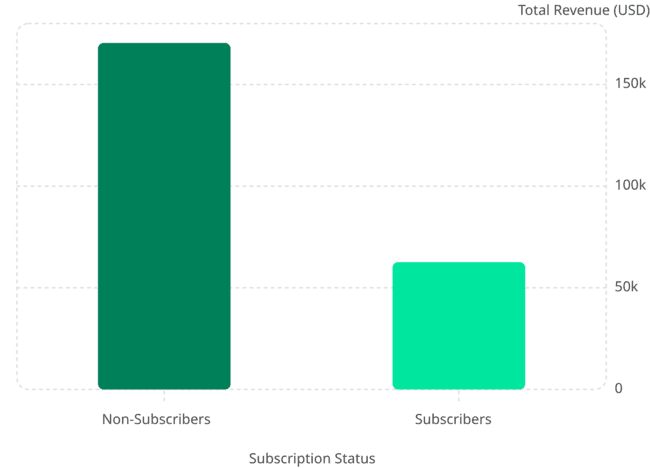 Total Revenue (USD)
150k
100k
50k
0
Non-Subscribers
Subscribers
Subscription Status